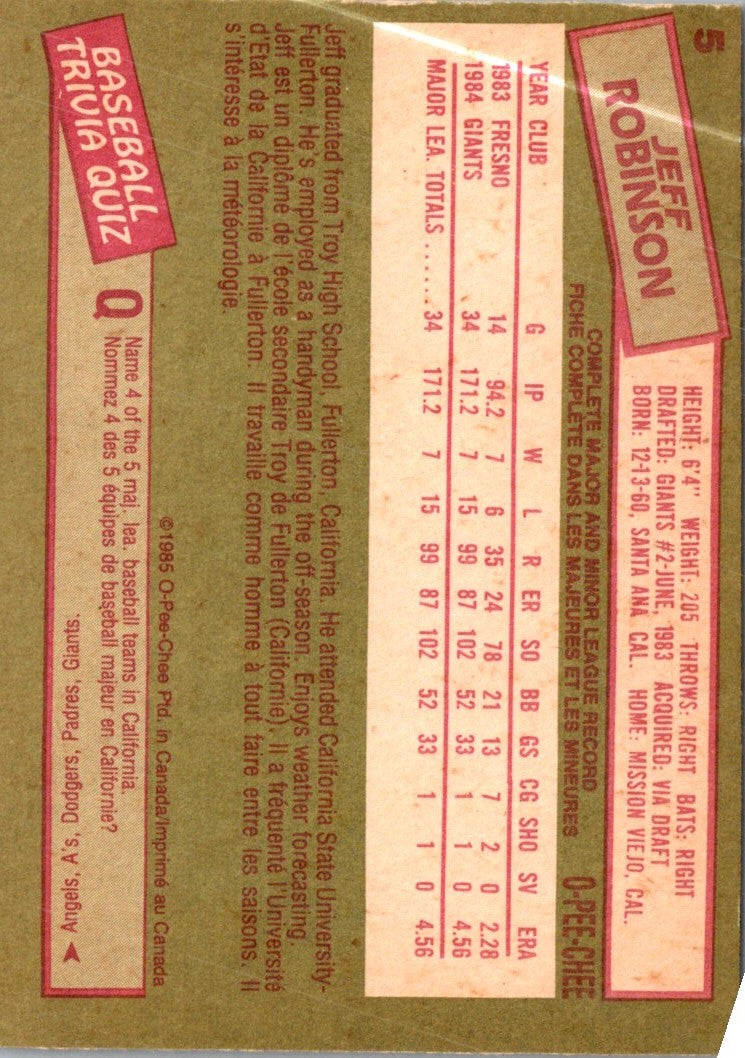 5
JEFF
ROBINSON
HEIGHT: 6'4" WEIGHT: 205 THROWS: RIGHT BATS: RIGHT
DRAFTED: GIANTS #2-JUNE, 1983 ACQUIRED: VIA DRAFT
BORN: 12-13-60, SANTA ANA CAL. HOME: MISSION VIEJO, CAL.
COMPLETE MAJOR AND MINOR LEAGUE RECORD
FICHE COMPLÈTE DANS LES MAJEURES ET LES MINEURES
O-PEE-CHEE
YEAR CLUB G IP W L R ER SO BB GS CG SHO SV ERA
1983 FRESNO 14 94.2 7 6 35 24 78 21 13 7 2 0 2.28
1984 GIANTS 34 171.2 7 15 99 87 102 52 33 1 1 0 4.56
MAJOR LEA. TOTALS ...... 34 171.2 7 15 99 87 102 52 33 1 1 0 4.56
Jeff graduated from Troy High School, Fullerton, California. He attended California State University-
Fullerton. He's employed as a handyman during the off-season. Enjoys weather forecasting.
Jeff est un diplômé de l'école secondaire Troy de Fullerton (Californie). Il a fréquenté l'Université
d'Etat de la Californie à Fullerton. Il travaille comme homme à tout faire entre les saisons. Il
s'intéresse à la météorologie.
©1985 O-Pee-Chee Ptd. in Canada/Imprimé au Canada
BASEBALL
TRIVIA QUIZ
Q
Name 4 of the 5 maj. lea. baseball teams in California.
Nommez 4 des 5 équipes de baseball majeur en Californie?
Angels, A's, Dodgers, Padres, Giants.